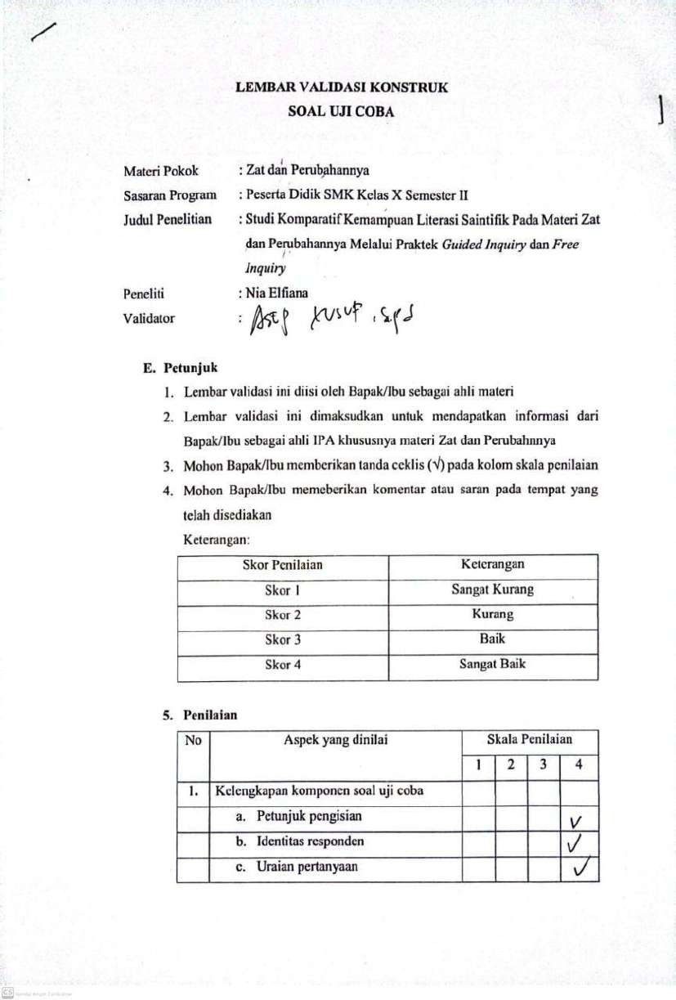 LEMBAR VALIDASI KONSTRUK
SOAL UJI COBA
Materi Pokok : Zat dan Perubahannya
Sasaran Program : Peserta Didik SMK Kelas X Semester II
Judul Penelitian : Studi Komparatif Kemampuan Literasi Saintifik Pada Materi Zat
dan Perubahannya Melalui Praktek Guided Inquiry dan Free
Inquiry
Peneliti : Nia Elfiana
Validator : Asep Yusuf, S.pd
E. Petunjuk
1. Lembar validasi ini diisi oleh Bapak/Ibu sebagai ahli materi
2. Lembar validasi ini dimaksudkan untuk mendapatkan informasi dari
Bapak/Ibu sebagai ahli IPA khususnya materi Zat dan Perubahnnya
3. Mohon Bapak/Ibu memberikan tanda ceklis (√) pada kolom skala penilaian
4. Mohon Bapak/Ibu memeberikan komentar atau saran pada tempat yang
telah disediakan
Keterangan:
Skor Penilaian Keterangan
Skor 1 Sangat Kurang
Skor 2 Kurang
Skor 3 Baik
Skor 4 Sangat Baik
5. Penilaian
No Aspek yang dinilai Skala Penilaian
1 2 3 4
1. Kelengkapan komponen soal uji coba
a. Petunjuk pengisian √
b. Identitas responden √
c. Uraian pertanyaan √
CS